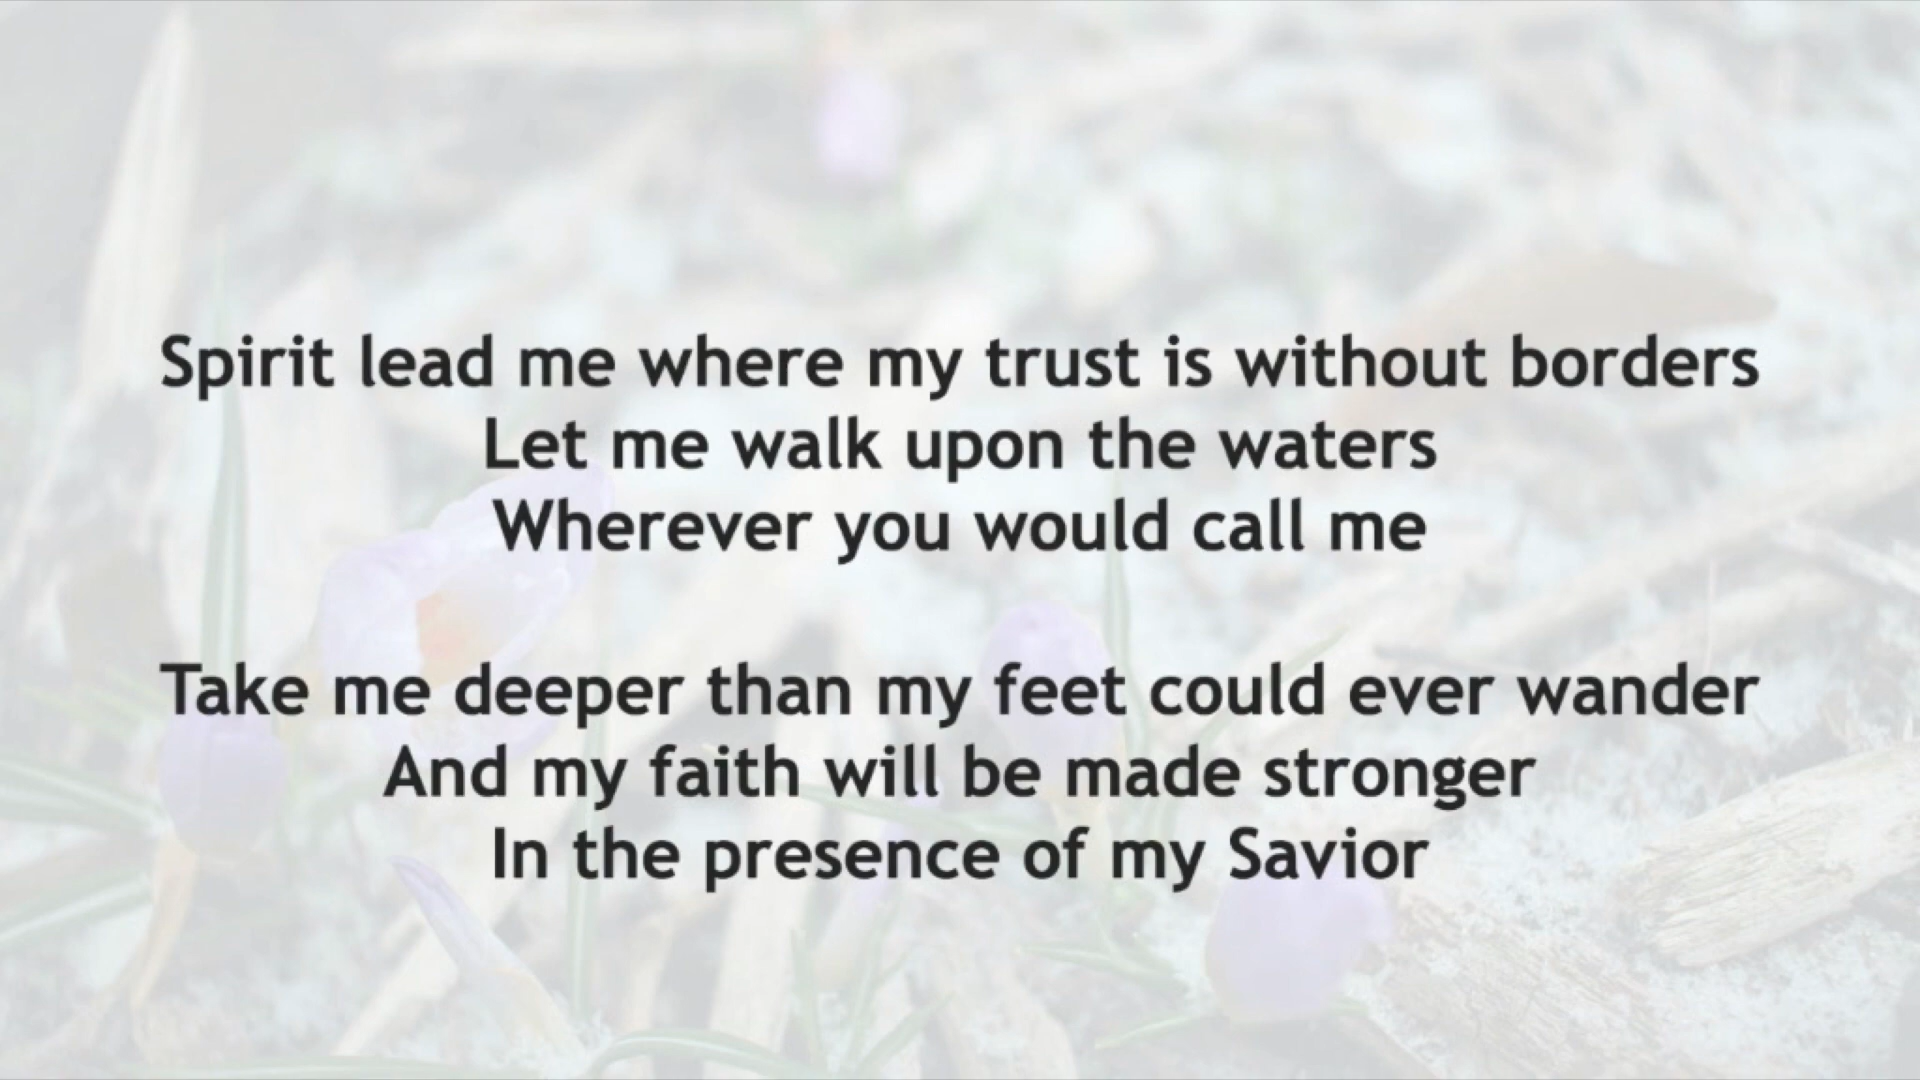 Spirit lead me where my trust is without borders
Let me walk upon the waters
Wherever you would call me
Take me deeper than my feet could ever wander
And my faith will be made stronger
In the presence of my Savior